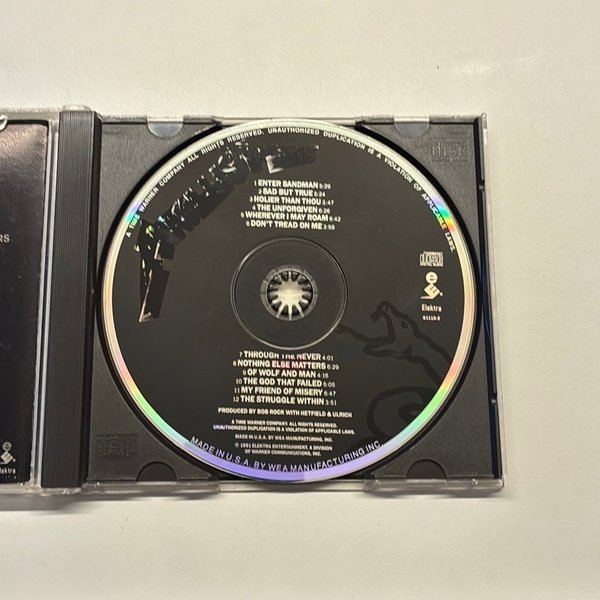 A TIME WARNER COMPANY ALL RIGHTS RESERVED. UNAUTHORIZED DUPLICATION IS A VIOLATION OF APPLICABLE LAWS.
1 ENTER SANDMAN 5:29
2 SAD BUT TRUE 5:24
3 HOLIER THAN THOU 3:47
4 THE UNFORGIVEN 6:26
5 WHEREVER I MAY ROAM 6:42
6 DON'T TREAD ON ME 3:59
RS
Elektra
61113-2
7 THROUGH THE NEVER 4:01
8 NOTHING ELSE MATTERS 6:29
9 OF WOLF AND MAN 4:16
10 THE GOD THAT FAILED 5:05
11 MY FRIEND OF MISERY 6:47
12 THE STRUGGLE WITHIN 3:51
PRODUCED BY BOB ROCK WITH HETFIELD & ULRICH
A TIME WARNER COMPANY. ALL RIGHTS RESERVED.
UNAUTHORIZED DUPLICATION IS A VIOLATION OF APPLICABLE LAWS.
MADE IN U.S.A. BY WEA MANUFACTURING INC.
© 1991 ELEKTRA ENTERTAINMENT, A DIVISION
OF WARNER COMMUNICATIONS, INC.
MADE IN U.S.A. BY WEA MANUFACTURING INC.
Elektra